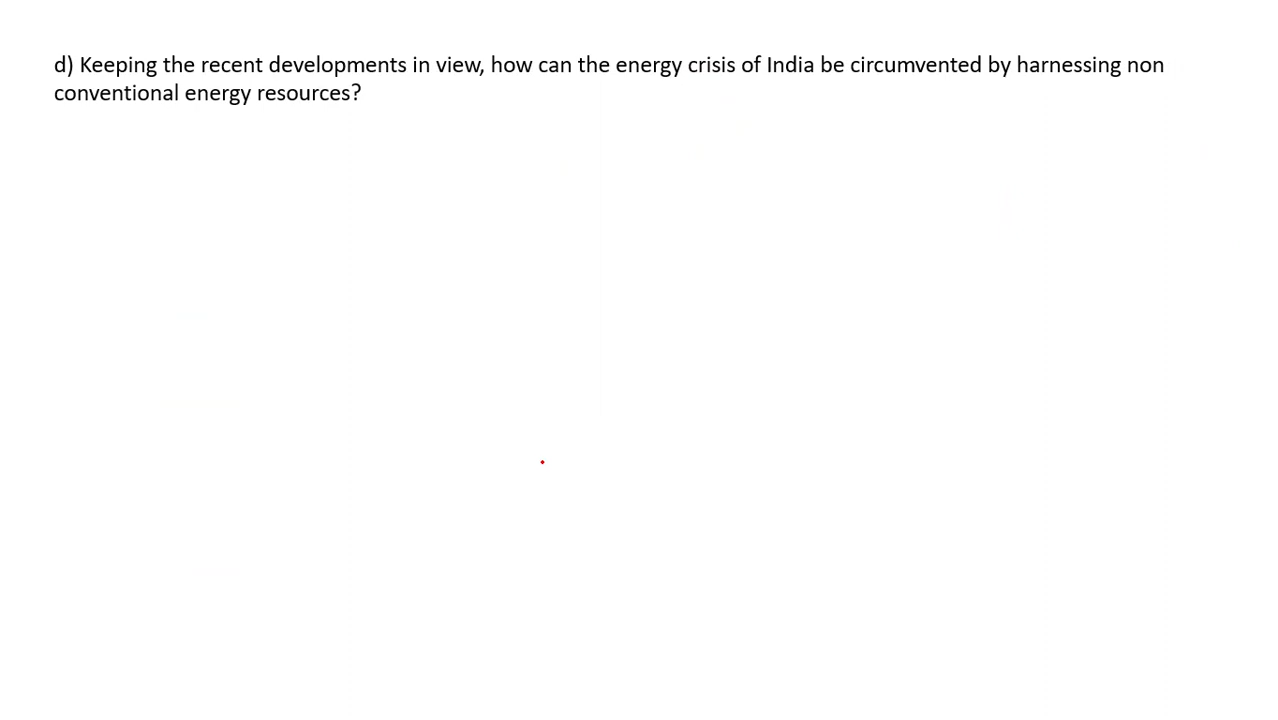 d) Keeping the recent developments in view, how can the energy crisis of India be circumvented by harnessing non
conventional energy resources?